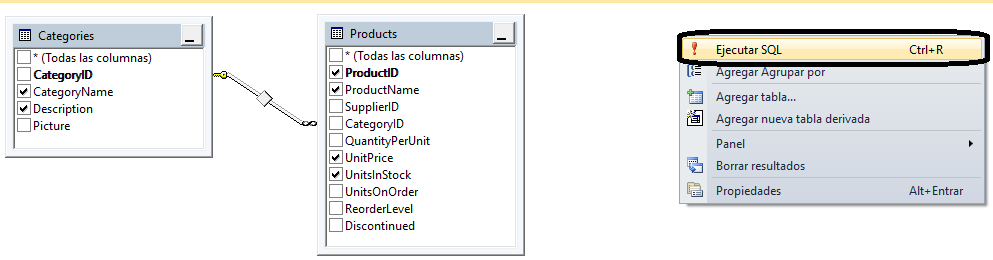 Categories
* (Todas las columnas)
CategoryID
CategoryName
Description
Picture
Products
* (Todas las columnas)
ProductID
ProductName
SupplierID
CategoryID
QuantityPerUnit
UnitPrice
UnitsInStock
UnitsOnOrder
ReorderLevel
Discontinued
Ejecutar SQL Ctrl+R
Agregar Agrupar por
Agregar tabla...
Agregar nueva tabla derivada
Panel
Borrar resultados
Propiedades Alt+Entrar